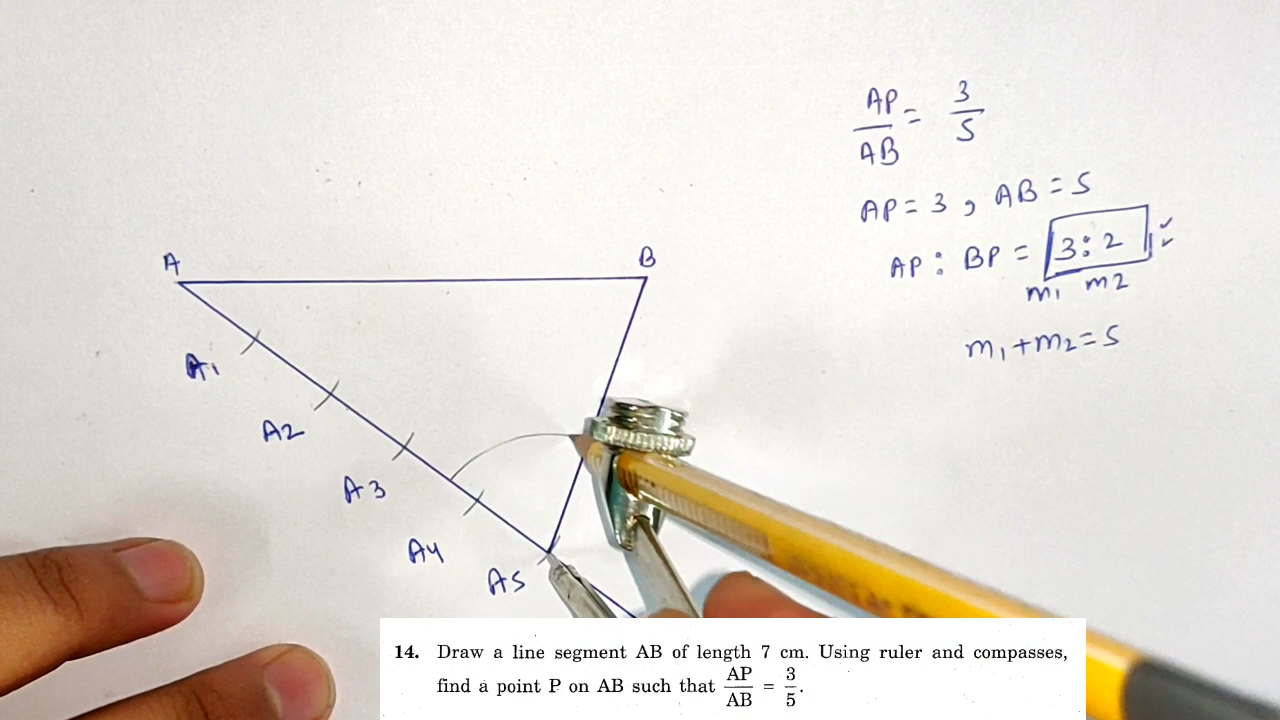 AP/AB = 3/5
AP = 3 , AB = 5
AP : BP = 3:2
m1 m2
m1 + m2 = 5
A B
A1
A2
A3
A4
A5
14. Draw a line segment AB of length 7 cm. Using ruler and compasses,
find a point P on AB such that AP/AB = 3/5.